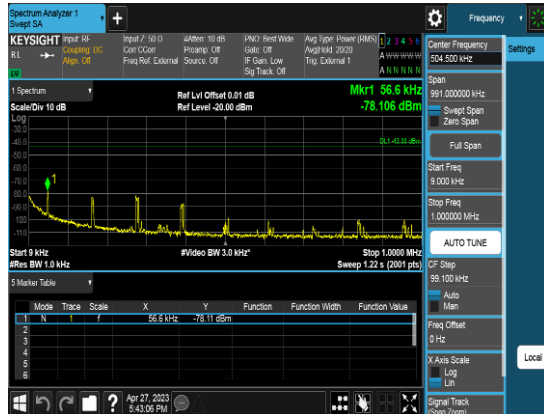 Spectrum Analyzer 1
Swept SA
Frequency
KEYSIGHT Input: RF
RL
Coupling: DC
Align: Off
Input Z: 50 Ω
Corr CCorr
Freq Ref: External
#Atten: 10 dB
Preamp: Off
Source: Off
PNO: Best Wide
Gate: Off
IF Gain: Low
Sig Track: Off
Avg Type: Power (RMS)
Avg|Hold: 20/20
Trig: External 1
1 2 3 4 5 6
A W W W W W
A N N N N N
LW
1 Spectrum
Scale/Div 10 dB
Ref Lvl Offset 0.01 dB
Ref Level -20.00 dBm
Mkr1 56.6 kHz
-78.106 dBm
Log
-30.0
-40.0
-50.0
-60.0
-70.0
-80.0
-90.0
-100
-110
DL1 -43.00 dBm
1
Start 9 kHz
#Res BW 1.0 kHz
#Video BW 3.0 kHz*
Stop 1.0000 MHz
Sweep 1.22 s (2001 pts)
5 Marker Table
Mode Trace Scale X Y Function Function Width Function Value
1 N 1 f 56.6 kHz -78.11 dBm
2
3
4
5
6
Apr 27, 2023
5:43:06 PM
Center Frequency
504.500 kHz
Settings
Span
991.000000 kHz
Swept Span
Zero Span
Full Span
Start Freq
9.000 kHz
Stop Freq
1.000000 MHz
AUTO TUNE
CF Step
99.100 kHz
Auto
Man
Freq Offset
0 Hz
X Axis Scale
Log
Lin
Local
Signal Track
(Span Zoom)